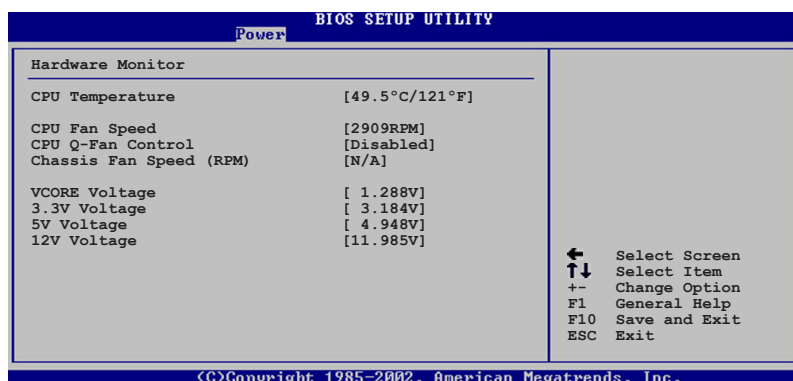 BIOS SETUP UTILITY
Power
Hardware Monitor
CPU Temperature [49.5°C/121°F]
CPU Fan Speed [2909RPM]
CPU Q-Fan Control [Disabled]
Chassis Fan Speed (RPM) [N/A]
VCORE Voltage [ 1.288V]
3.3V Voltage [ 3.184V]
5V Voltage [ 4.948V]
12V Voltage [11.985V]
← Select Screen
↑↓ Select Item
+- Change Option
F1 General Help
F10 Save and Exit
ESC Exit
(C)Copyright 1985-2002, American Megatrends, Inc.